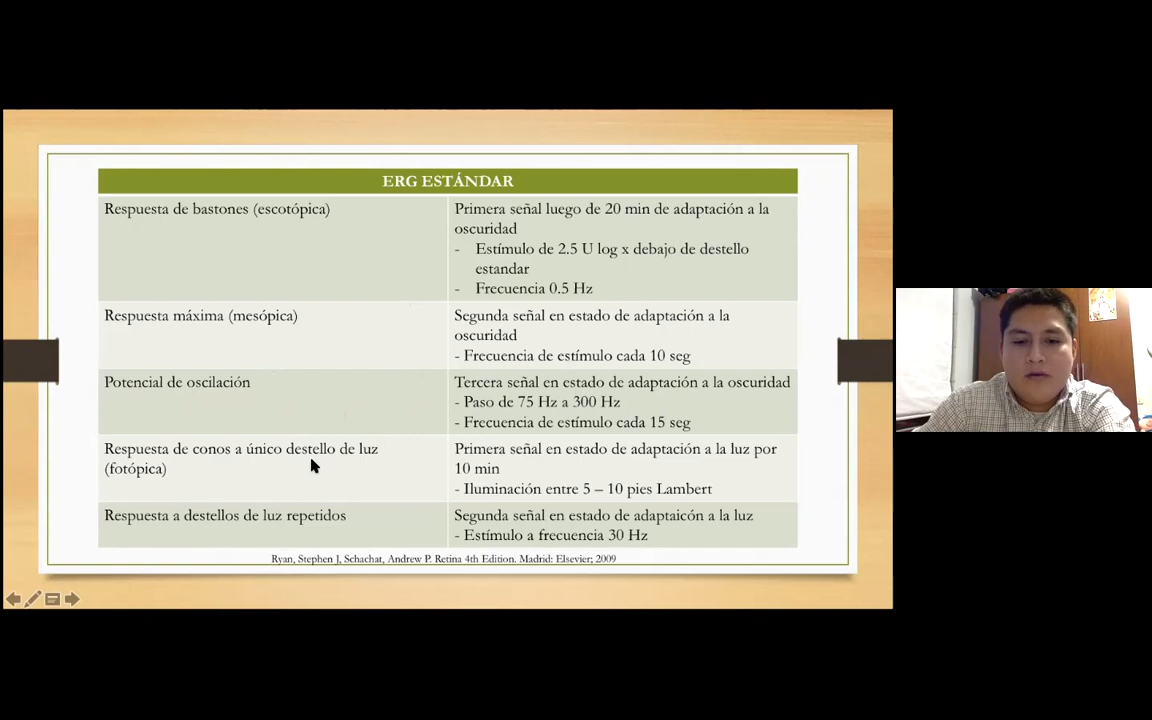 ERG ESTÁNDAR
Respuesta de bastones (escotópica)
Primera señal luego de 20 min de adaptación a la
oscuridad
- Estímulo de 2.5 U log x debajo de destello
estandar
- Frecuencia 0.5 Hz
Respuesta máxima (mesópica)
Segunda señal en estado de adaptación a la
oscuridad
- Frecuencia de estímulo cada 10 seg
Potencial de oscilación
Tercera señal en estado de adaptación a la oscuridad
- Paso de 75 Hz a 300 Hz
- Frecuencia de estímulo cada 15 seg
Respuesta de conos a único destello de luz
(fotópica)
Primera señal en estado de adaptación a la luz por
10 min
- Iluminación entre 5 – 10 pies Lambert
Respuesta a destellos de luz repetidos
Segunda señal en estado de adaptaicón a la luz
- Estímulo a frecuencia 30 Hz
Ryan, Stephen J, Schachat, Andrew P. Retina 4th Edition. Madrid: Elsevier; 2009